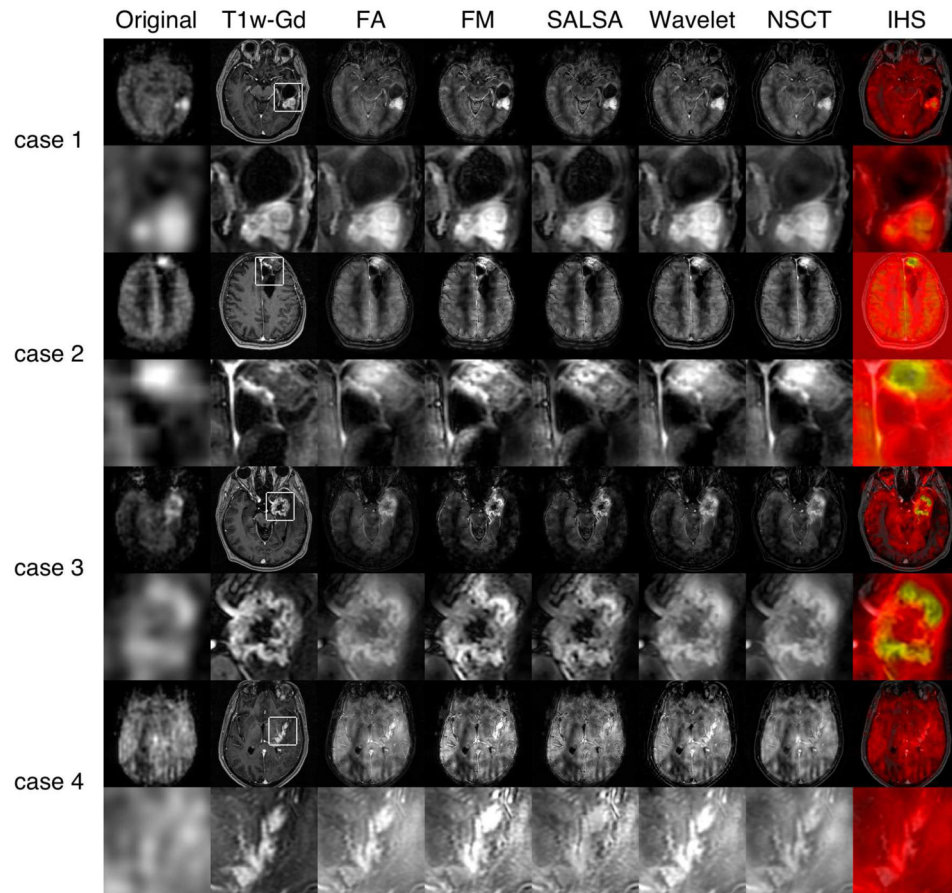 Original T1w-Gd FA FM SALSA Wavelet NSCT IHS
case 1
case 2
case 3
case 4